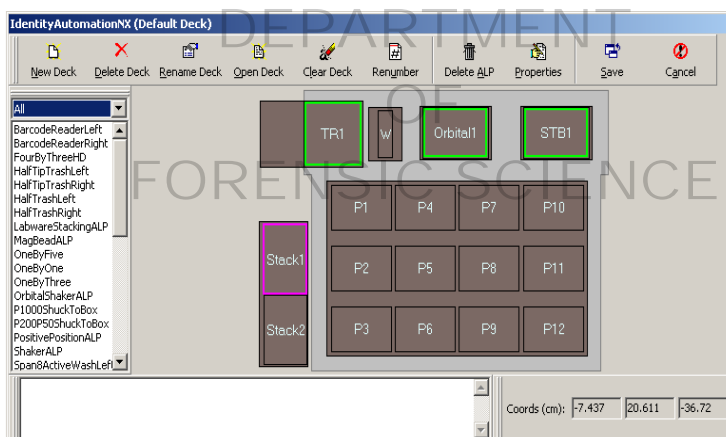 IdentityAutomationNX (Default Deck)
DEPARTMENT
New Deck Delete Deck Rename Deck Open Deck Clear Deck Renumber Delete ALP Properties Save Cancel
OF
All
BarcodeReaderLeft
BarcodeReaderRight
FourByThreeHD
HalfTipTrashLeft
HalfTipTrashRight
HalfTrashLeft
HalfTrashRight
LabwareStackingALP
MagBeadALP
OneByFive
OneByOne
OneByThree
OrbitalShakerALP
P1000ShuckToBox
P200P50ShuckToBox
PositivePositionALP
ShakerALP
Span8ActiveWashLeft
TR1 W Orbital1 STB1
FORENSIC SCIENCE
P1 P4 P7 P10
Stack1 P2 P5 P8 P11
Stack2 P3 P6 P9 P12
Coords (cm): -7.437 20.611 -36.72